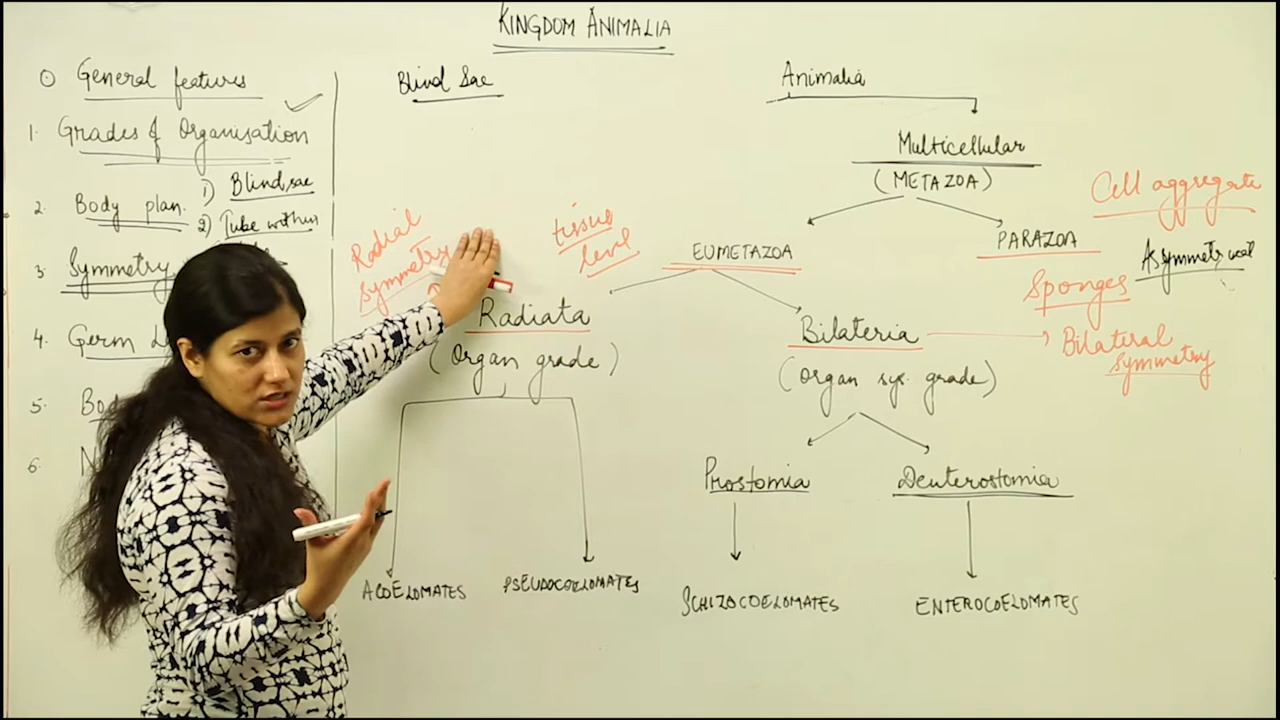 KINGDOM ANIMALIA
① General features
1. Grades of Organisation
2. Body plan.
1) Blind sac
2) Tube within
3. Symmetry
4. Germ
5.
6.
Blind Sac
Animalia
Multicellular
(METAZOA)
EUMETAZOA
PARAZOA
Cell aggregate
Asymmetrical
Sponges
Radial
symmetry
tissue
level
Radiata
(Organ grade)
Bilateria
(Organ sys. grade)
Bilateral
symmetry
Prostomia
Deuterostomia
ACOELOMATES
PSEUDOCOELOMATES
SCHIZOCOELOMATES
ENTEROCOELOMATES